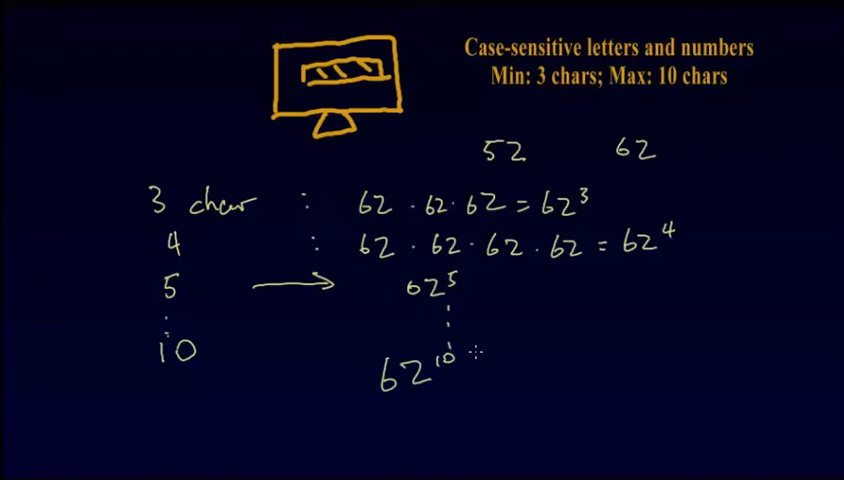 Case-sensitive letters and numbers
Min: 3 chars; Max: 10 chars
52 62
3 char : 62 · 62 · 62 = 62³
4 : 62 · 62 · 62 · 62 = 62⁴
5 → 62⁵
⋮ ⋮
10 62¹⁰